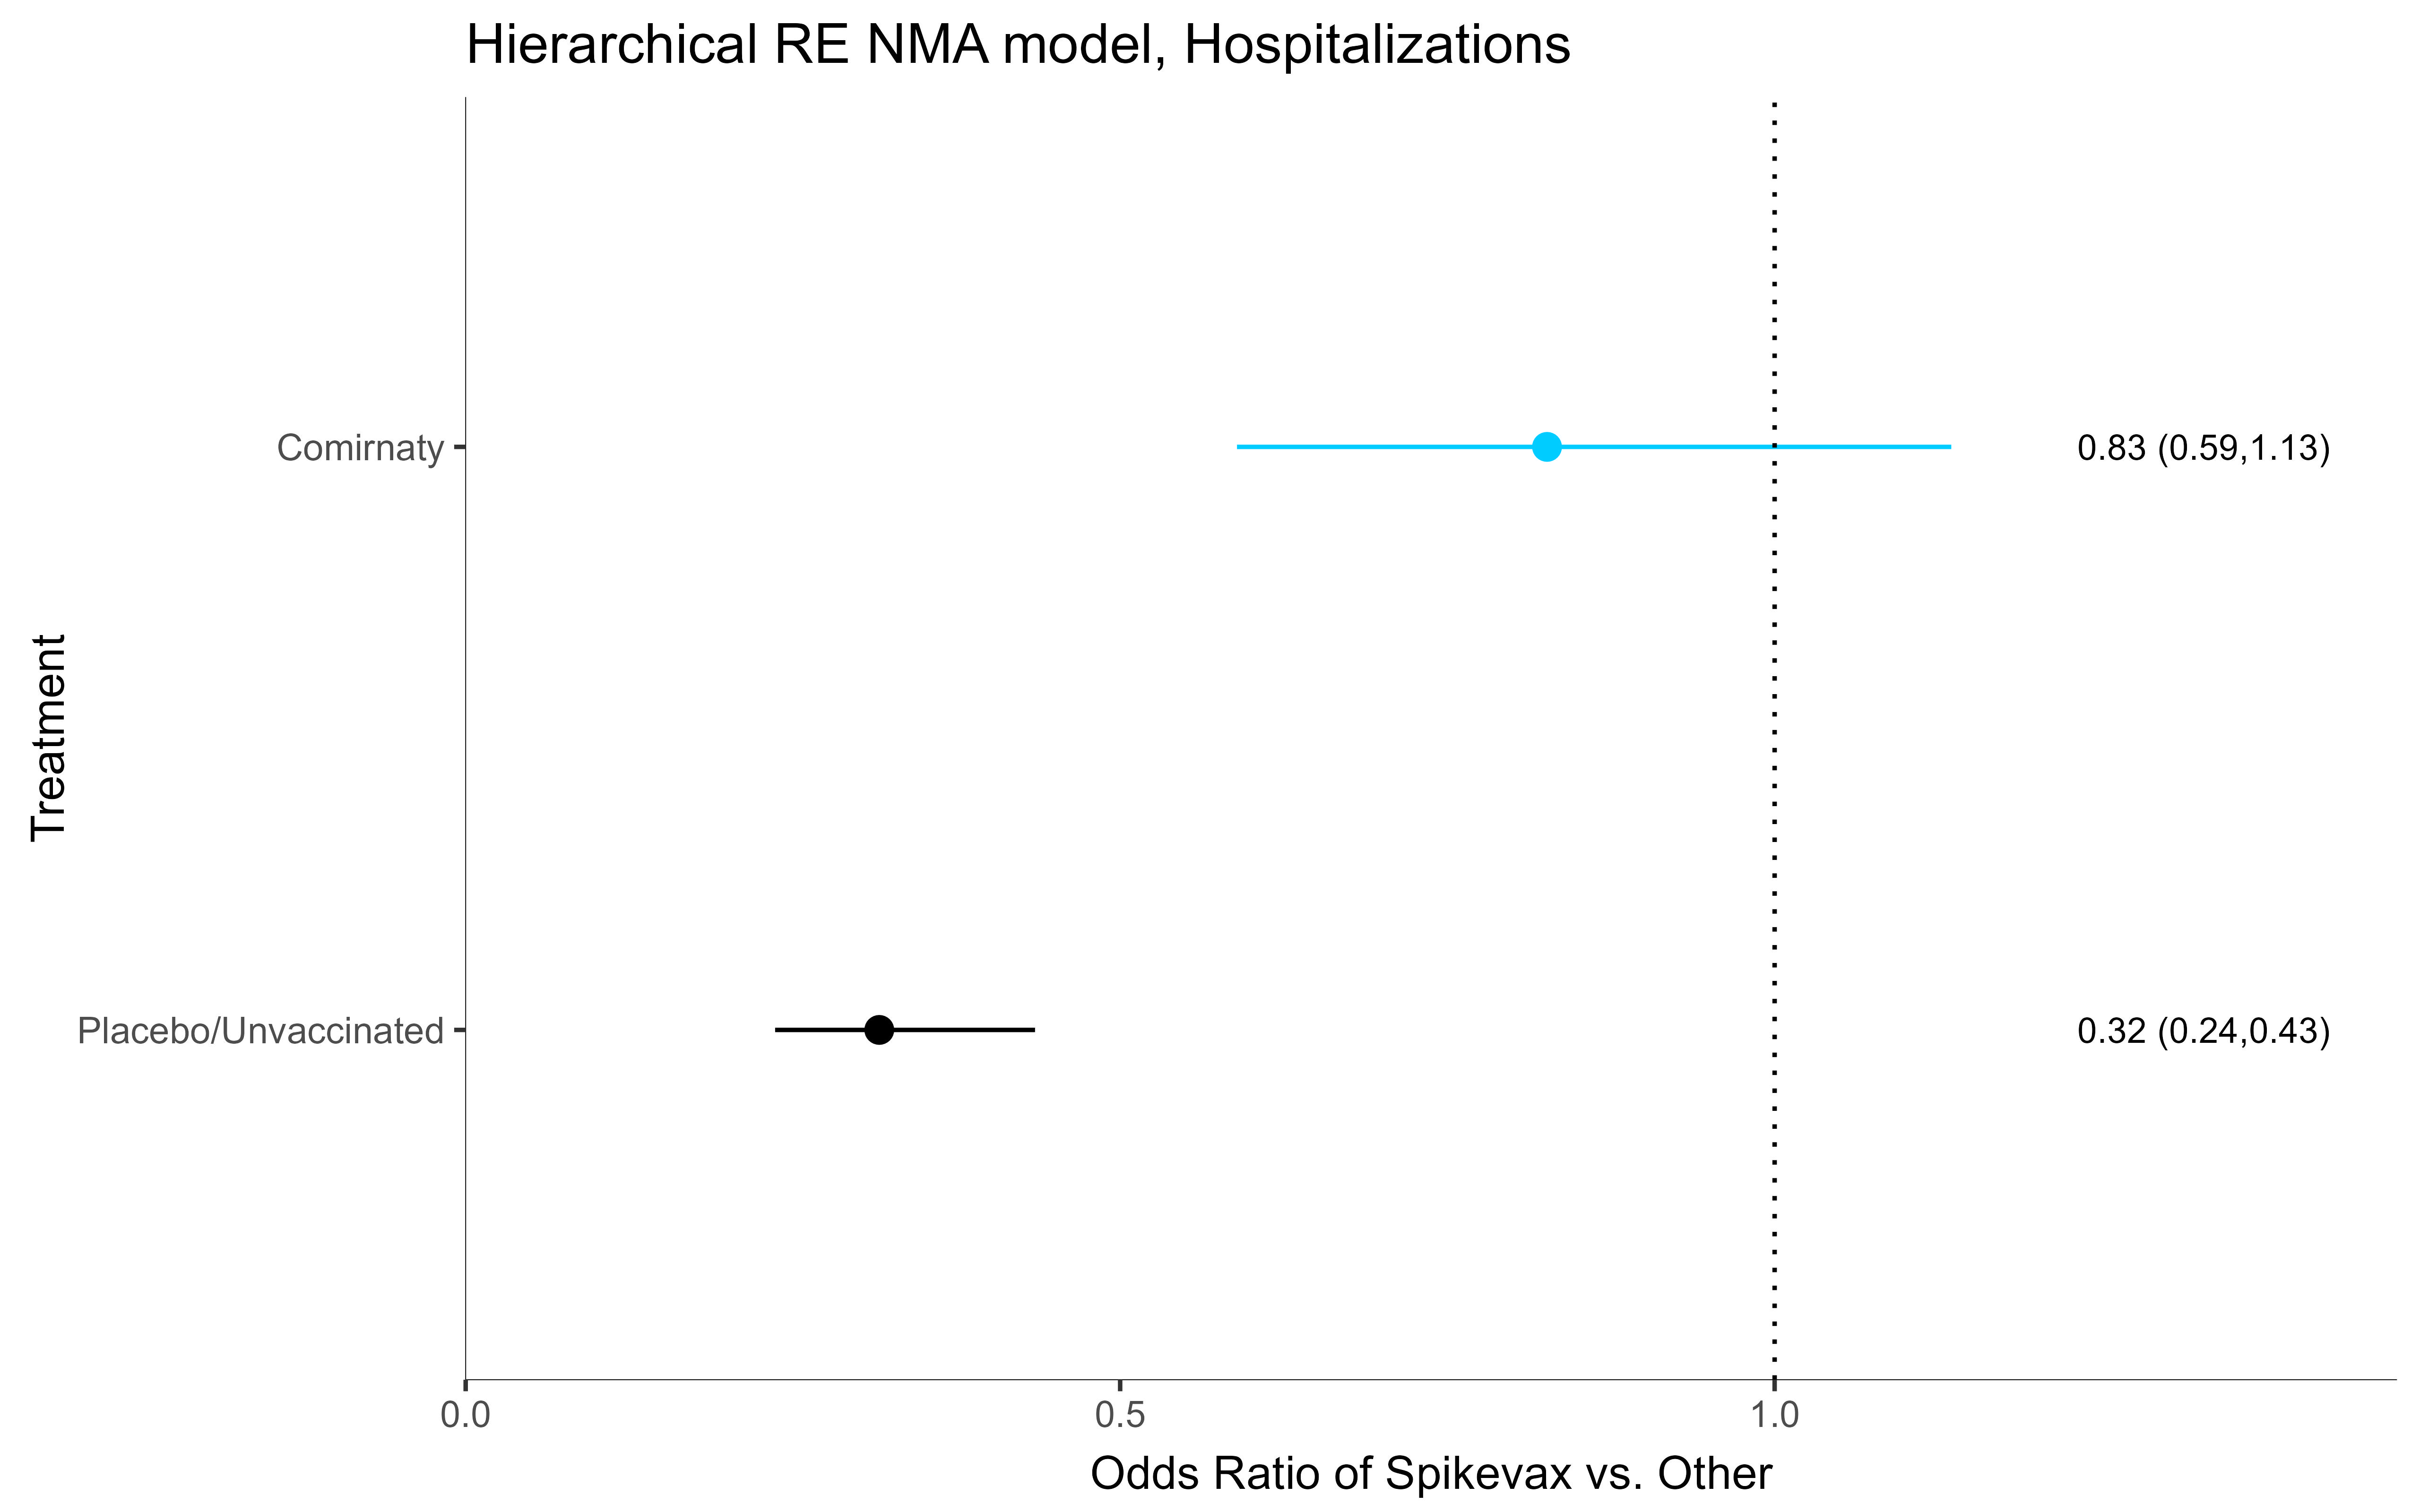 Hierarchical RE NMA model, Hospitalizations
Treatment
Comirnaty
0.83 (0.59,1.13)
Placebo/Unvaccinated
0.32 (0.24,0.43)
0.0
0.5
1.0
Odds Ratio of Spikevax vs. Other